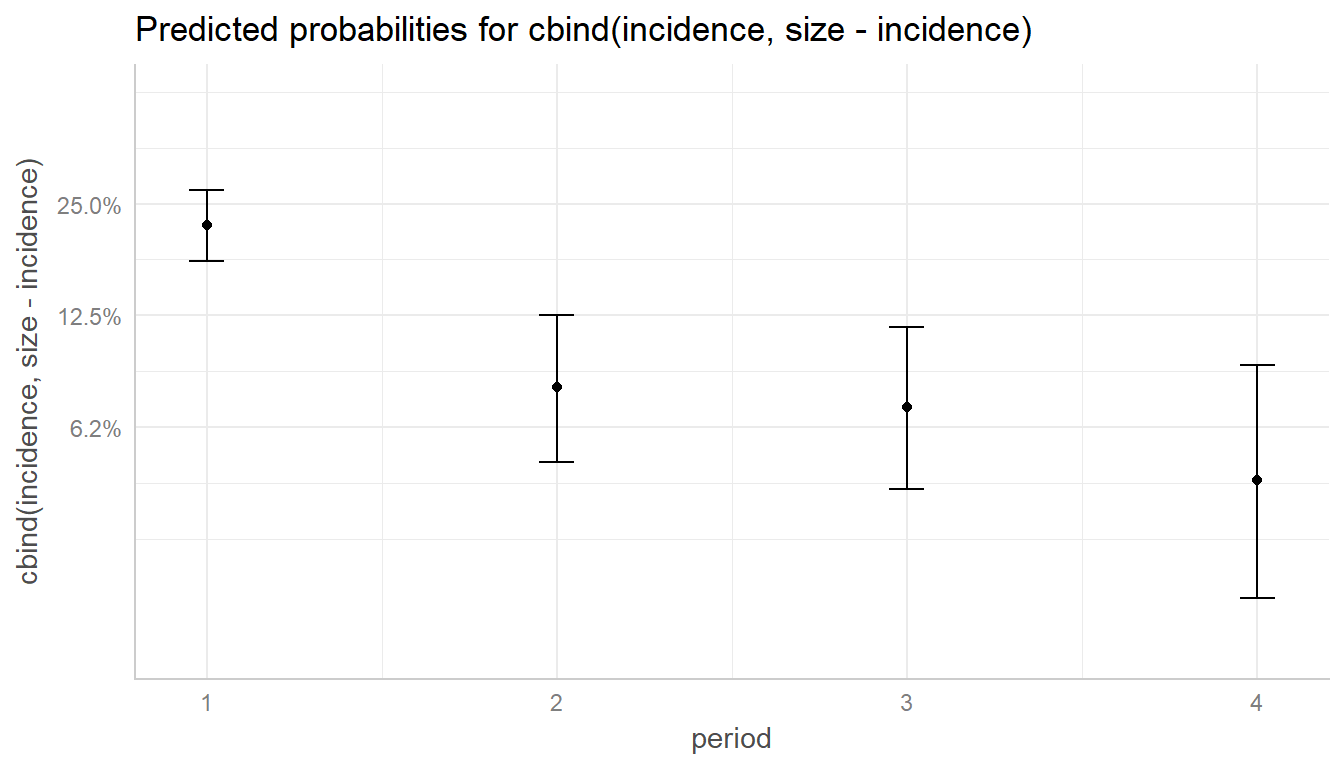 Predicted probabilities for cbind(incidence, size - incidence)
cbind(incidence, size - incidence)
25.0%
12.5%
6.2%
1
2
3
4
period